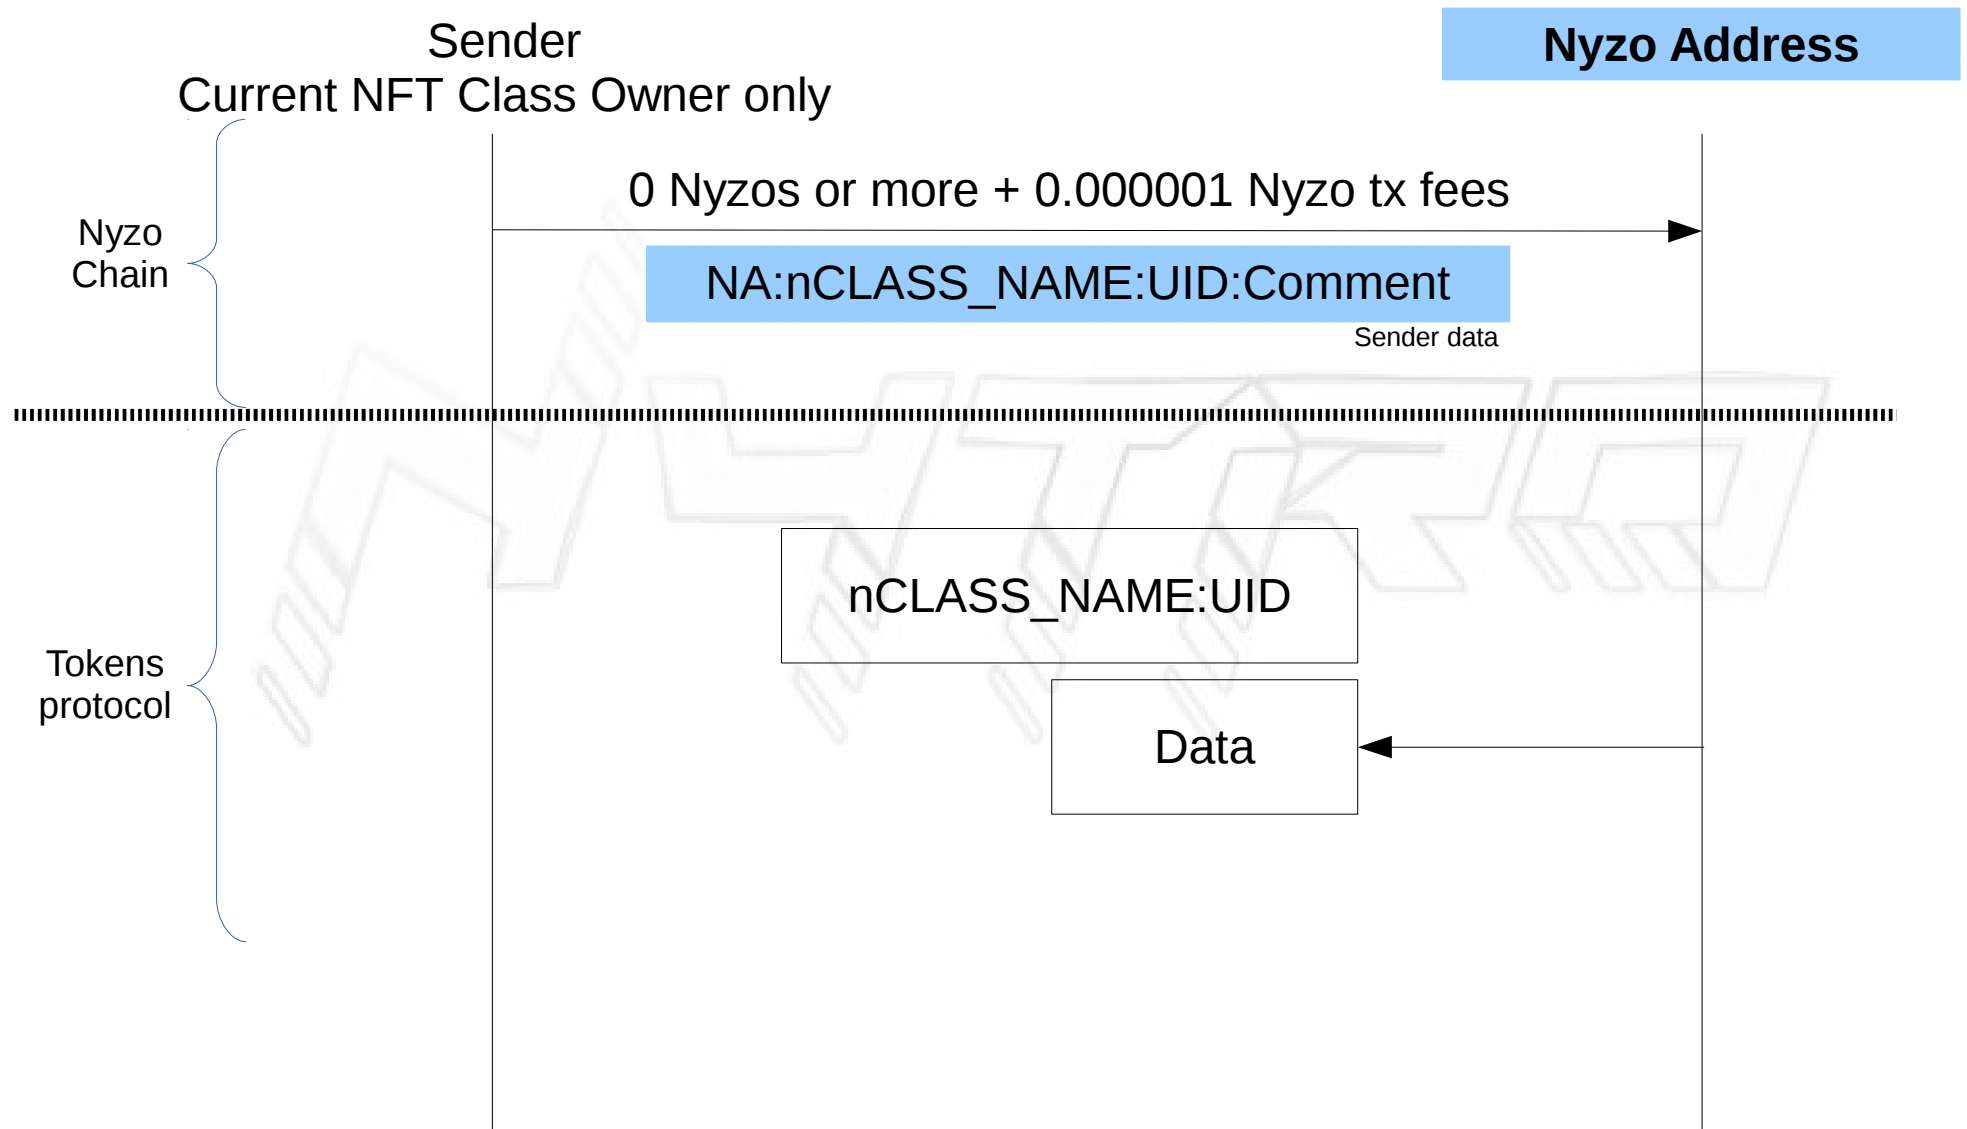 Sender
Current NFT Class Owner only
Nyzo Address
0 Nyzos or more + 0.000001 Nyzo tx fees
Nyzo
Chain
NA:nCLASS_NAME:UID:Comment
Sender data
NYTRO
nCLASS_NAME:UID
Tokens
protocol
Data